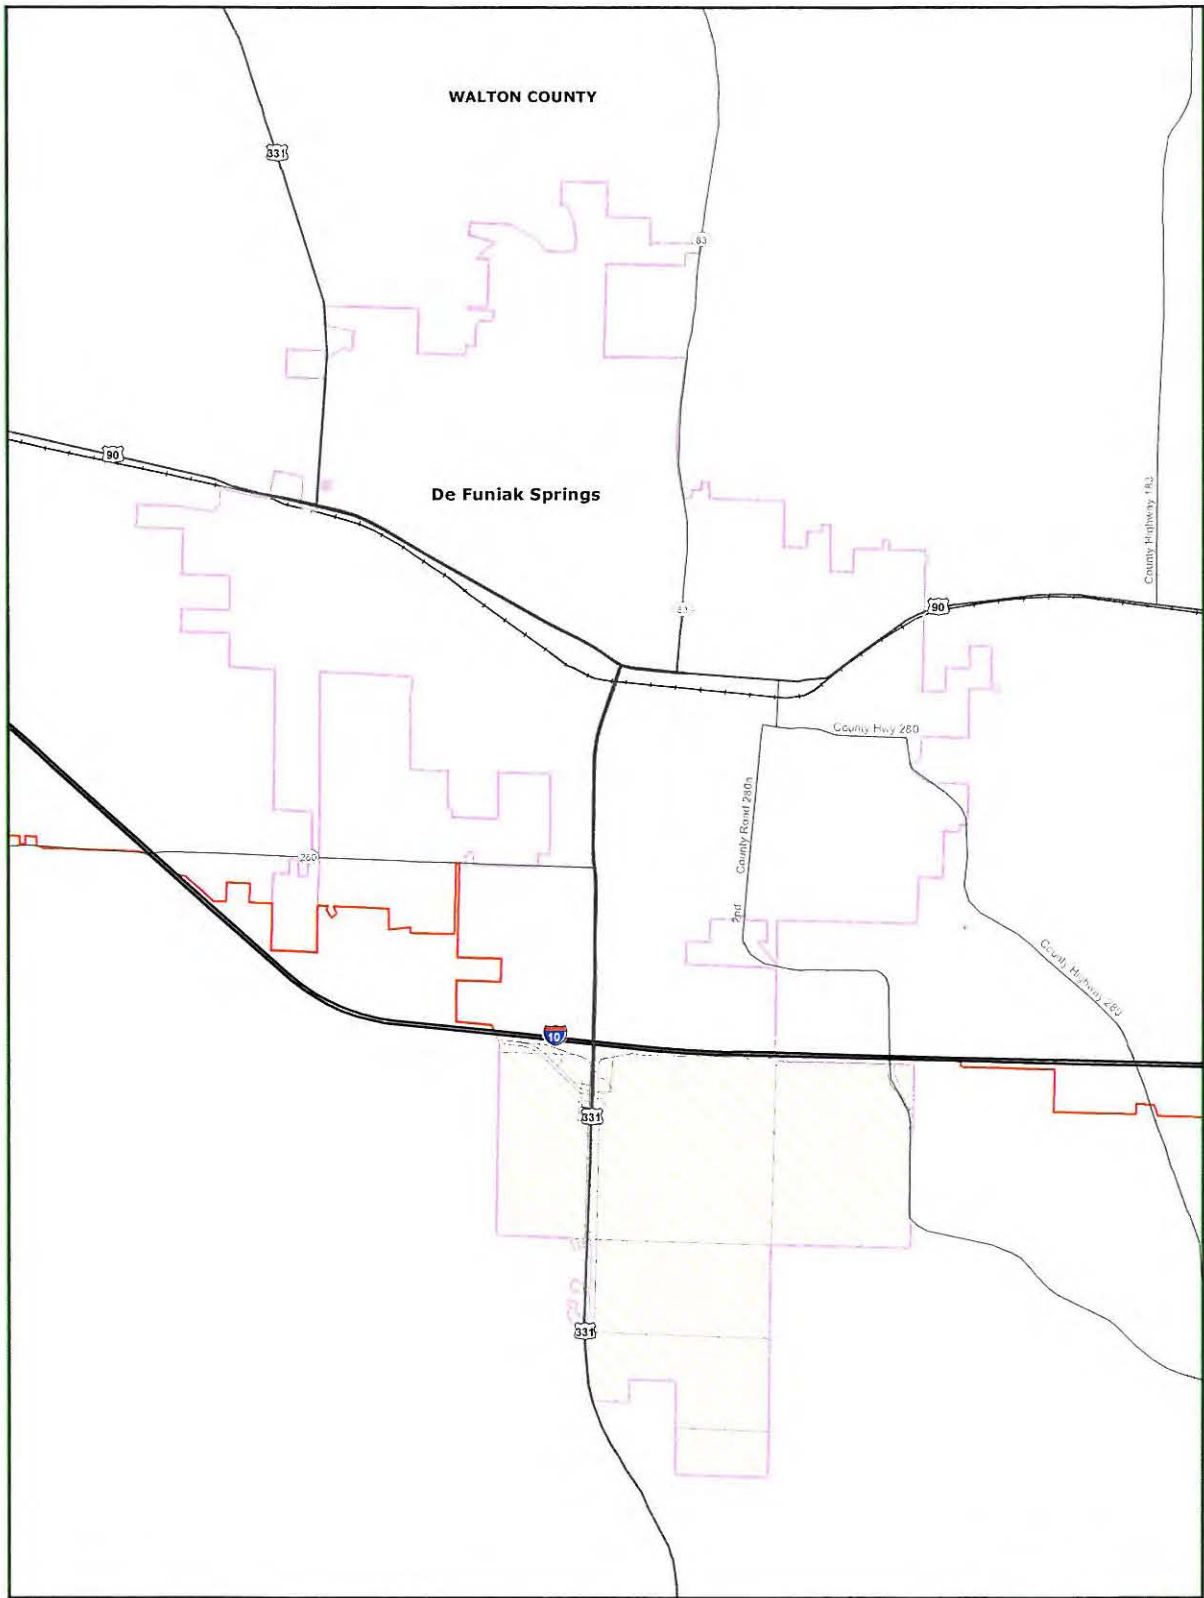 WALTON COUNTY
331
83
90
De Funiak Springs
County Highway 183
90
County Hwy 280
County Road 280a
280
2nd
County Highway 280
10
331
331